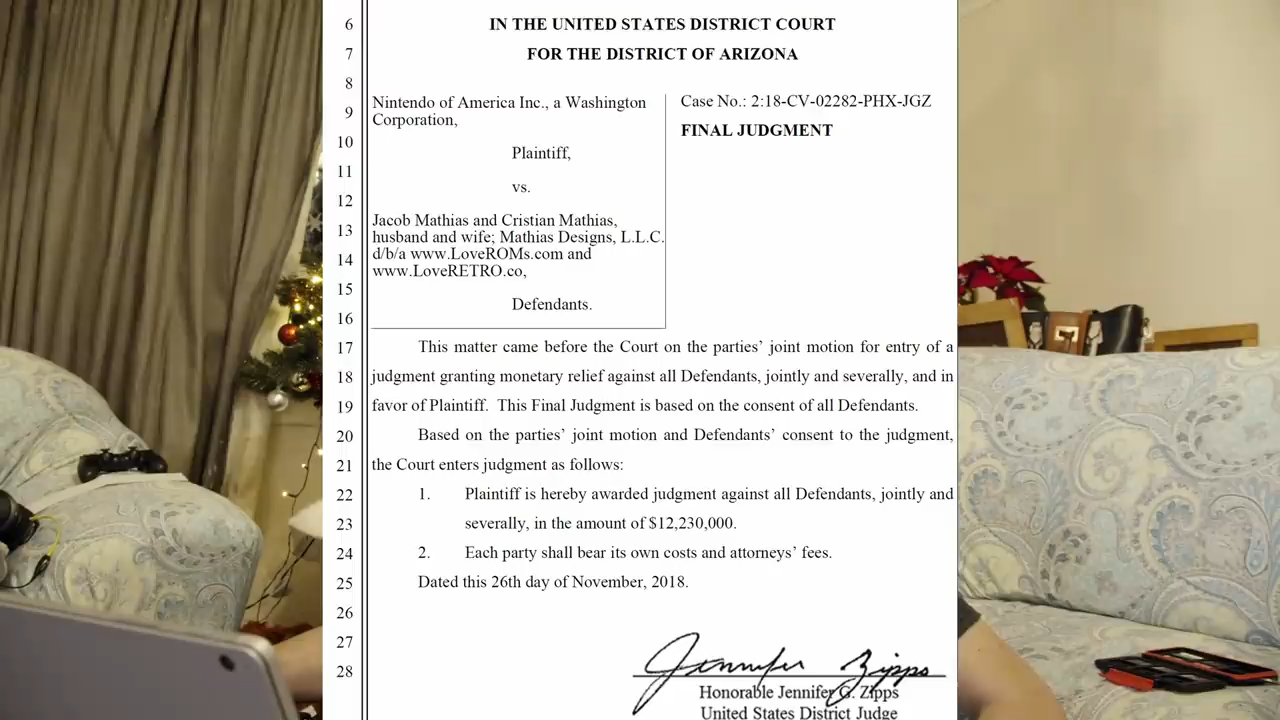 6
IN THE UNITED STATES DISTRICT COURT
7
FOR THE DISTRICT OF ARIZONA
8
9
Nintendo of America Inc., a Washington
Corporation,
10
Plaintiff,
11
vs.
12
Jacob Mathias and Cristian Mathias,
13
husband and wife; Mathias Designs, L.L.C.
d/b/a www.LoveROMs.com and
14
www.LoveRETRO.co,
15
Defendants.
16
Case No.: 2:18-CV-02282-PHX-JGZ
FINAL JUDGMENT
17 This matter came before the Court on the parties’ joint motion for entry of a
18 judgment granting monetary relief against all Defendants, jointly and severally, and in
19 favor of Plaintiff. This Final Judgment is based on the consent of all Defendants.
20 Based on the parties’ joint motion and Defendants’ consent to the judgment,
21 the Court enters judgment as follows:
22 1. Plaintiff is hereby awarded judgment against all Defendants, jointly and
23 severally, in the amount of $12,230,000.
24 2. Each party shall bear its own costs and attorneys’ fees.
25 Dated this 26th day of November, 2018.
26
27
28
Jennifer Zipps
Honorable Jennifer G. Zipps
United States District Judge